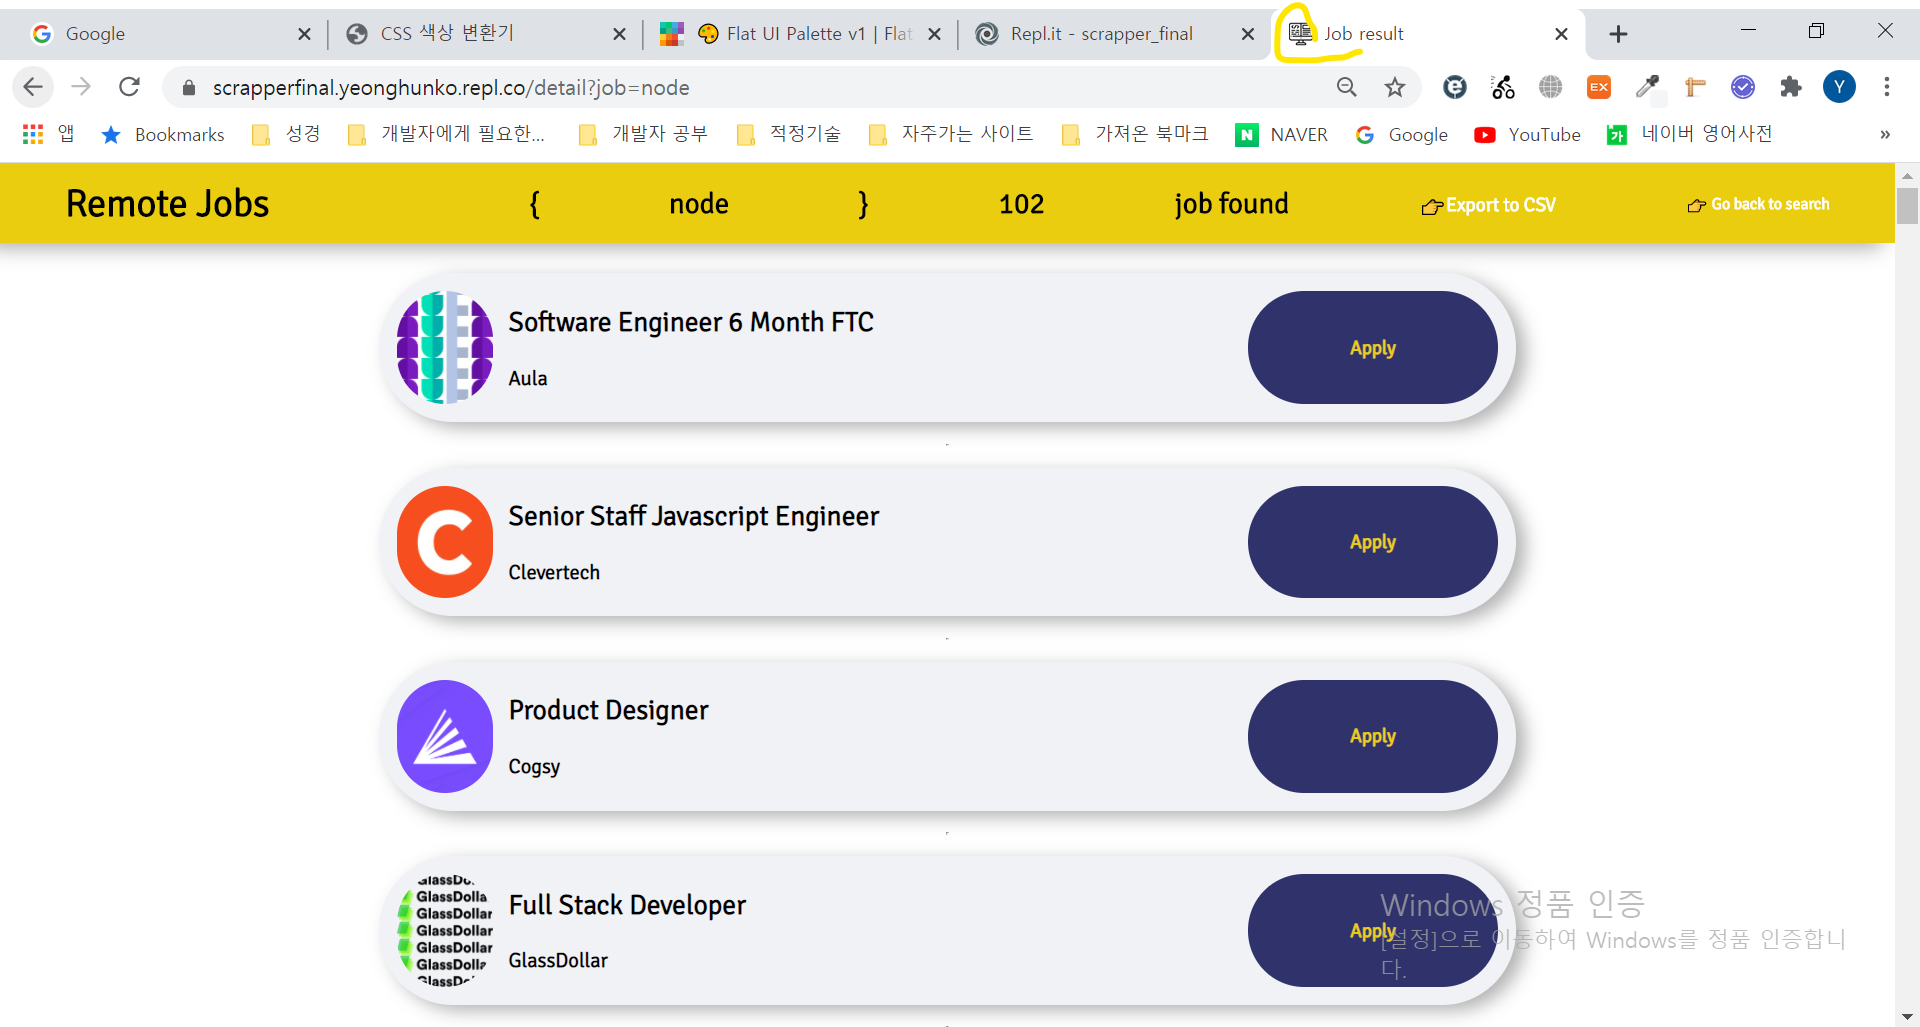 Google
CSS 색상 변환기
Flat UI Palette v1 | Flat
Repl.it - scrapper_final
Job result
scrapperfinal.yeonghunko.repl.co/detail?job=node
EX
Y
앱
Bookmarks
성경
개발자에게 필요한...
개발자 공부
적정기술
자주가는 사이트
가져온 북마크
N NAVER
Google
YouTube
가 네이버 영어사전
»
Remote Jobs
{ node } 102 job found
Export to CSV
Go back to search
Software Engineer 6 Month FTC
Aula
Apply
Senior Staff Javascript Engineer
Clevertech
Apply
Product Designer
Cogsy
Apply
GlassDollar
GlassDollar
GlassDollar
GlassDollar
Full Stack Developer
GlassDollar
Apply
Windows 정품 인증
[설정]으로 이동하여 Windows를 정품 인증합니
다.